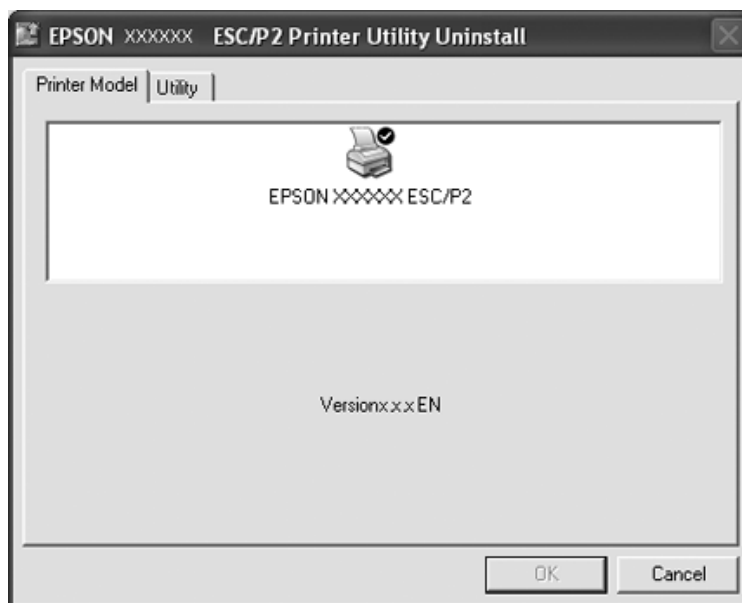 EPSON XXXXXX ESC/P2 Printer Utility Uninstall
Printer Model Utility
EPSON XXXXXX ESC/P2
Versionx.x.x EN
OK Cancel